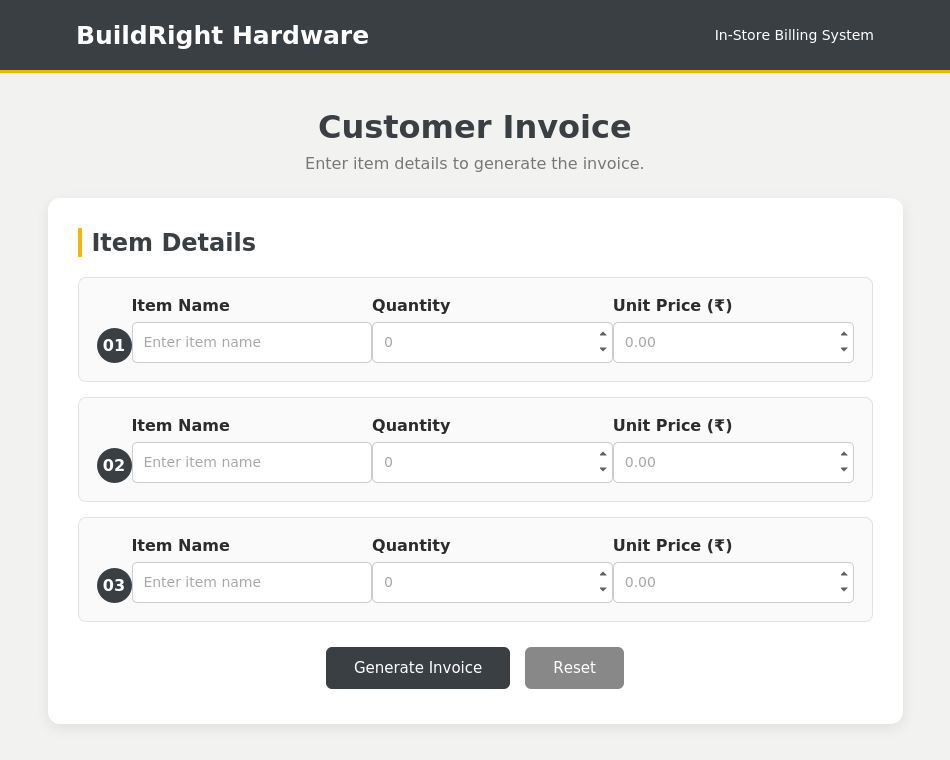 BuildRight Hardware
In-Store Billing System
Customer Invoice
Enter item details to generate the invoice.
Item Details
Item Name Quantity Unit Price (₹)
01 Enter item name 0 0.00
Item Name Quantity Unit Price (₹)
02 Enter item name 0 0.00
Item Name Quantity Unit Price (₹)
03 Enter item name 0 0.00
Generate Invoice Reset